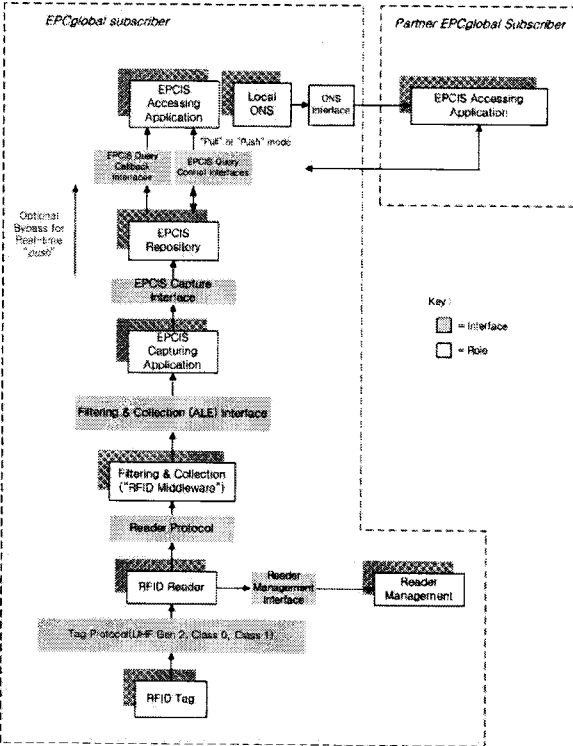 EPCglobal subscriber
Partner EPCglobal Subscriber
EPCIS
Accessing
Application
Local
ONS
ONS
Interface
EPCIS Accessing
Application
"Pull" or "Push" mode
EPCIS Query
Callback
Interfaces
EPCIS Query
Control Interfaces
Optional
Bypass for
Real-time
"push"
EPCIS
Repository
EPCIS Capture
Interface
EPCIS
Capturing
Application
Key :
= Interface
= Role
Filtering & Collection (ALE) Interface
Filtering & Collection
("RFID Middleware")
Reader Protocol
RFID Reader
Reader
Management
Interface
Reader
Management
Tag Protocol(UHF Gen 2, Class 0, Class 1)
RFID Tag